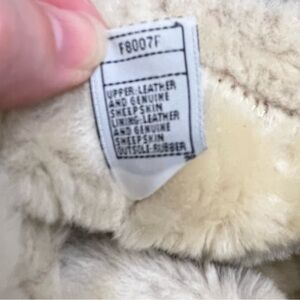 F8007F
UPPER:LEATHER
AND GENUINE
SHEEPSKIN
LINING:LEATHER
AND GENUINE
SHEEPSKIN
OUTSOLE:RUBBER